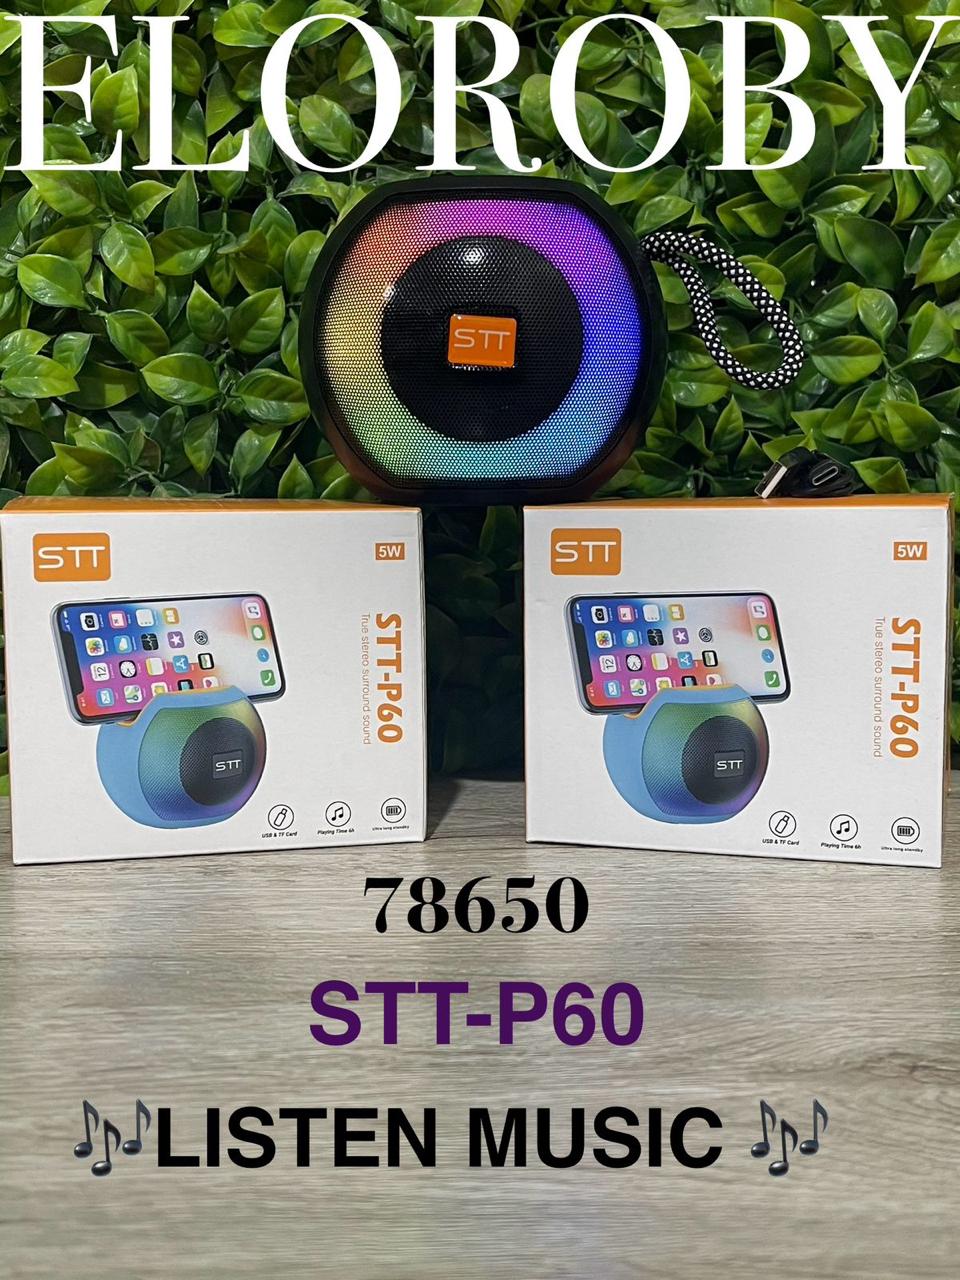 ELOROBY
STT
STT
5W
STT-P60
True stereo surround sound
12
STT
USB & TF Card
Playing Time 6h
Ultra long standby
STT
5W
STT-P60
True stereo surround sound
12
STT
USB & TF Card
Playing Time 6h
Ultra long standby
78650
STT-P60
🎶LISTEN MUSIC 🎶